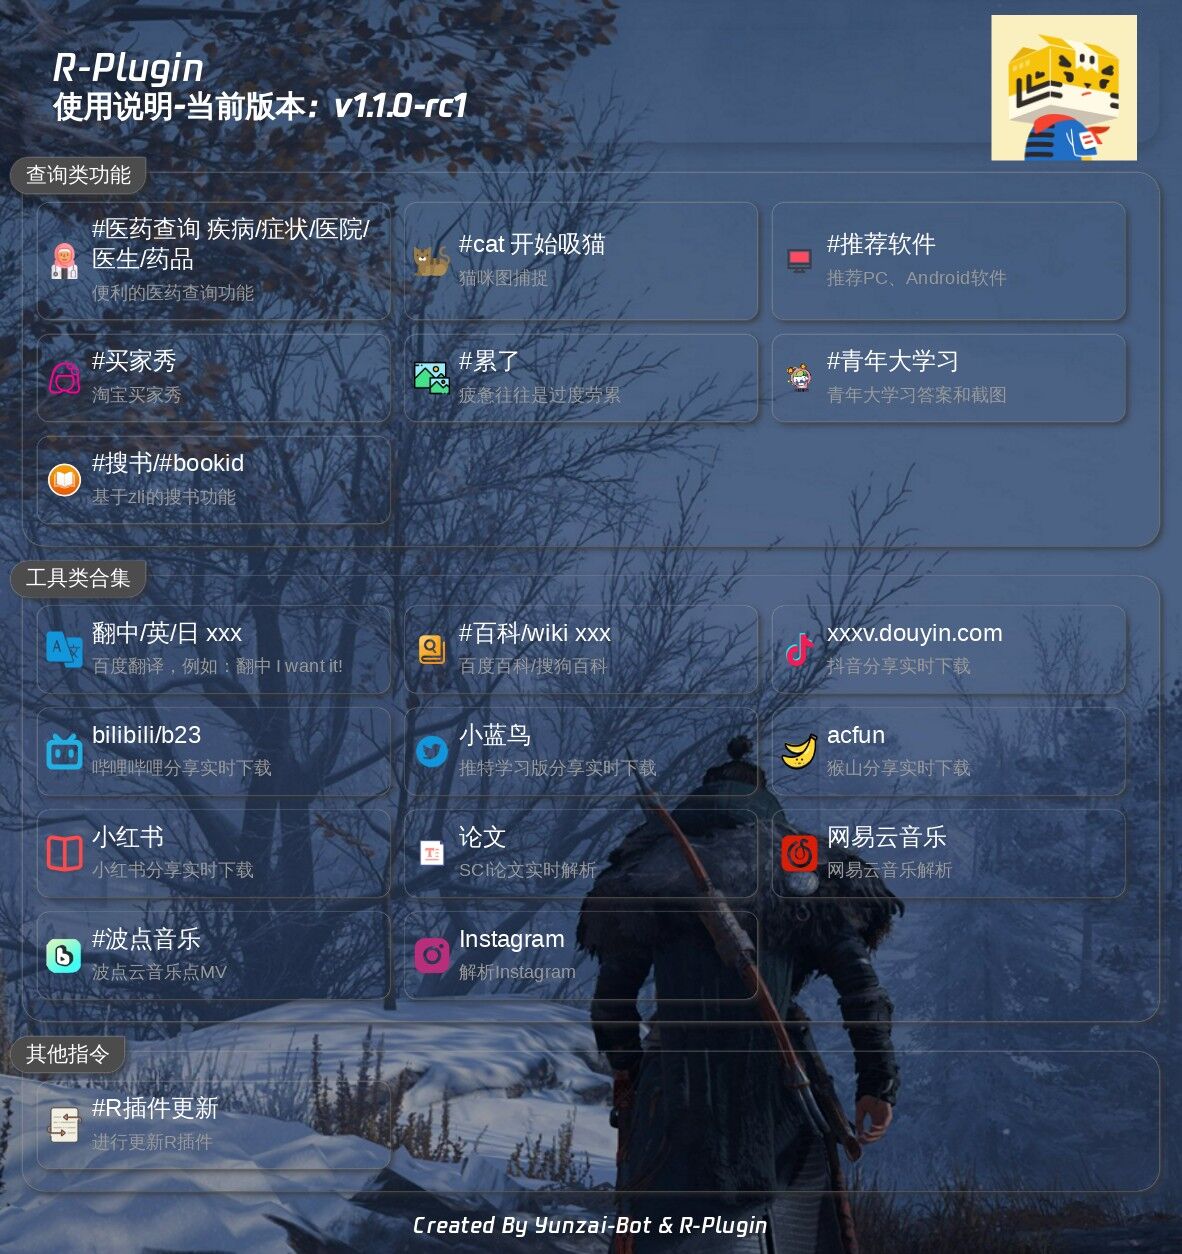 R-Plugin
使用说明-当前版本：v1.1.0-rc1
查询类功能
#医药查询 疾病/症状/医院/
医生/药品
便利的医药查询功能
#cat 开始吸猫
猫咪图捕捉
#推荐软件
推荐PC、Android软件
#买家秀
淘宝买家秀
#累了
疲惫往往是过度劳累
#青年大学习
青年大学习答案和截图
#搜书/#bookid
基于zli的搜书功能
工具类合集
翻中/英/日 xxx
百度翻译，例如：翻中 I want it!
#百科/wiki xxx
百度百科/搜狗百科
xxxv.douyin.com
抖音分享实时下载
bilibili/b23
哔哩哔哩分享实时下载
小蓝鸟
推特学习版分享实时下载
acfun
猴山分享实时下载
小红书
小红书分享实时下载
论文
SCI论文实时解析
网易云音乐
网易云音乐解析
#波点音乐
波点云音乐点MV
Instagram
解析Instagram
其他指令
#R插件更新
进行更新R插件
Created By Yunzai-Bot & R-Plugin